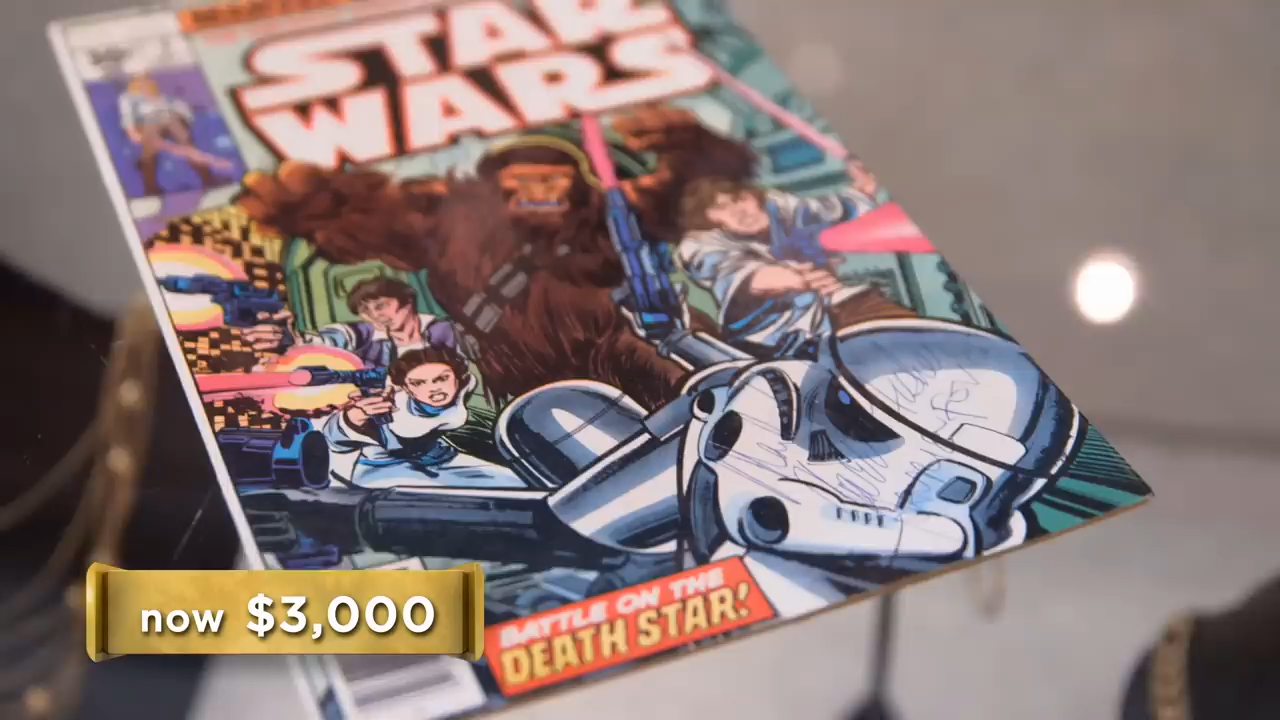 STAR
WARS
BATTLE ON THE
DEATH STAR!
now $3,000